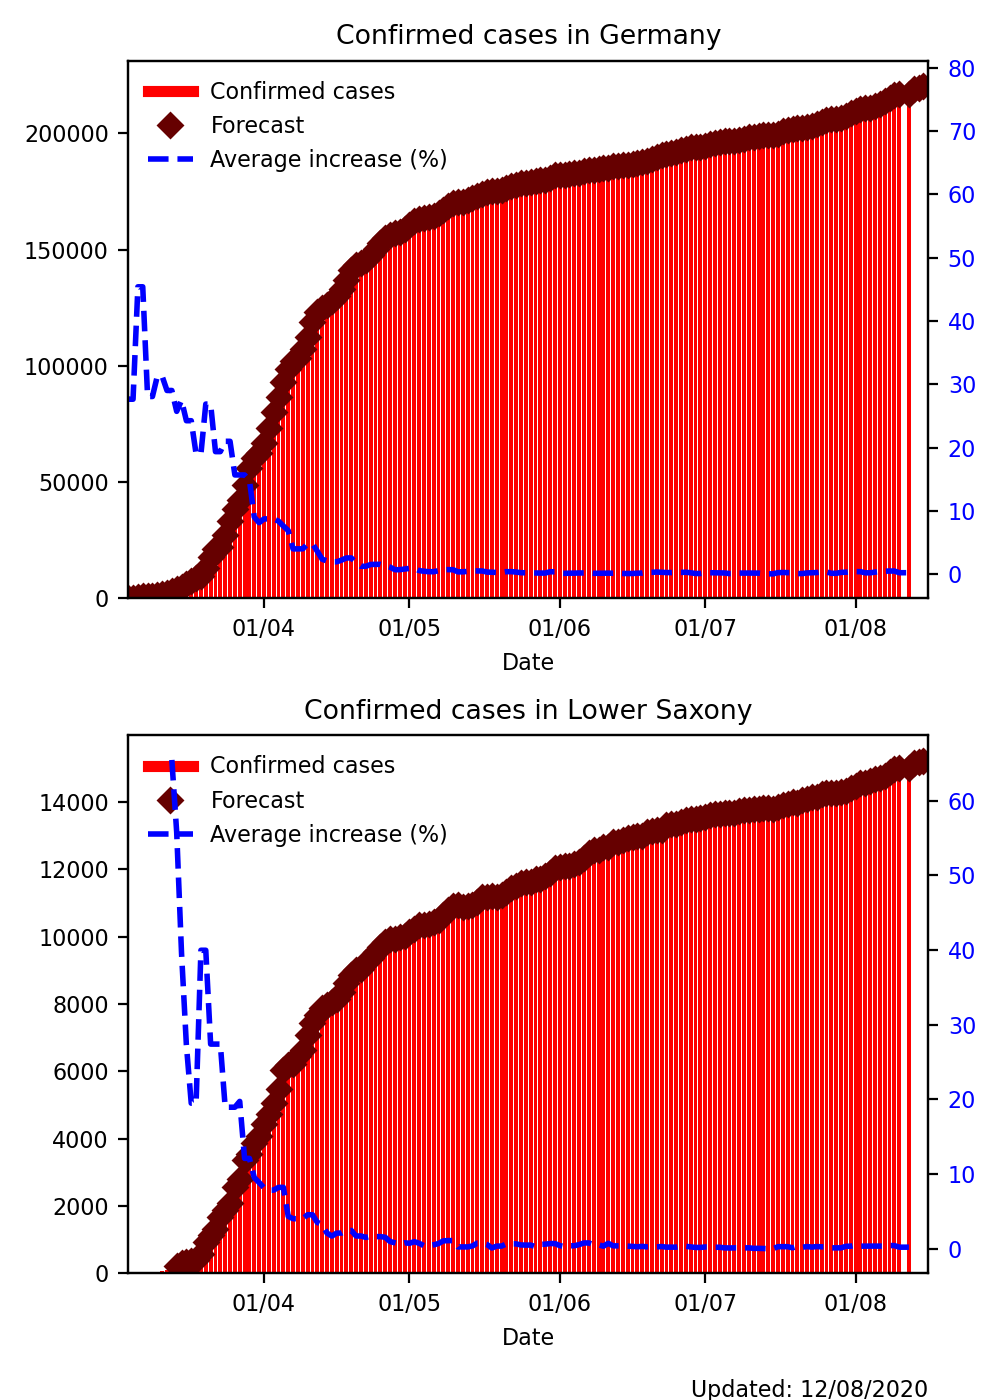 Confirmed cases in Germany
Confirmed cases
Forecast
Average increase (%)
80
70
60
50
40
30
20
10
0
200000
150000
100000
50000
0
01/04 01/05 01/06 01/07 01/08
Date
Confirmed cases in Lower Saxony
Confirmed cases
Forecast
Average increase (%)
14000
12000
10000
8000
6000
4000
2000
0
60
50
40
30
20
10
0
01/04 01/05 01/06 01/07 01/08
Date
Updated: 12/08/2020